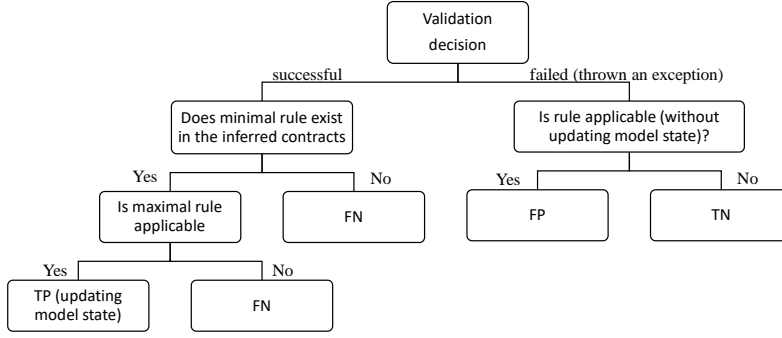 Validation
decision
successful
failed (thrown an exception)
Does minimal rule exist
in the inferred contracts
Is rule applicable (without
updating model state)?
Yes
No
Yes
No
Is maximal rule
applicable
FN
FP
TN
Yes
No
TP (updating
model state)
FN